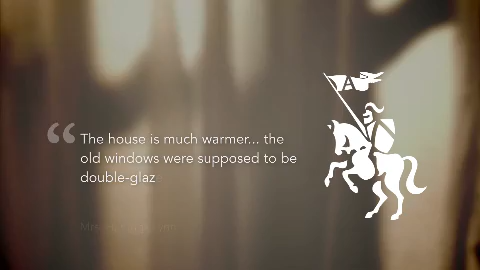 The house is much warmer... the
old windows were supposed to be
double-glaz